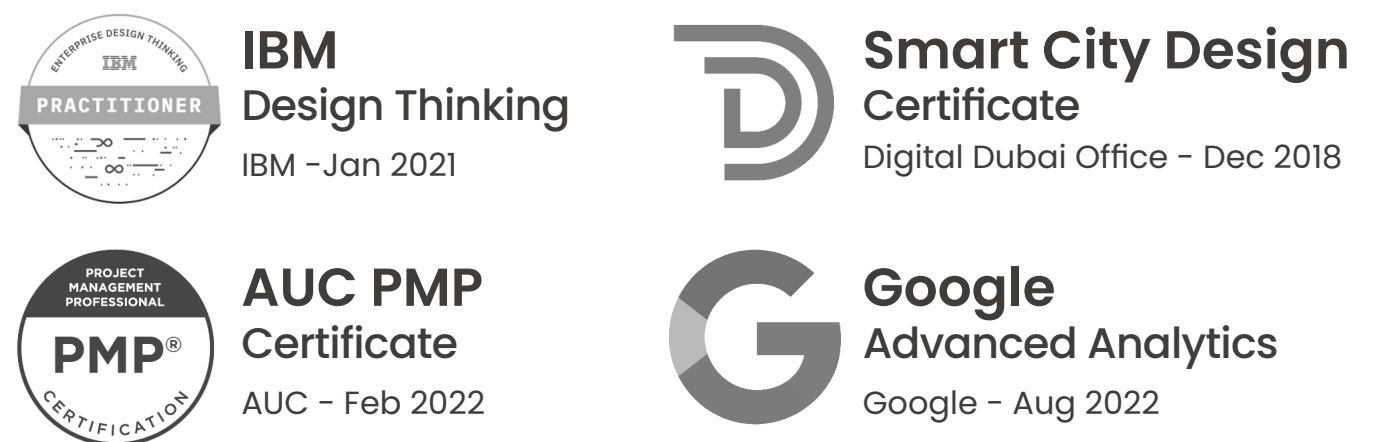 ENTERPRISE DESIGN THINKING
IBM
PRACTITIONER
IBM
Design Thinking
IBM -Jan 2021
Smart City Design
Certificate
Digital Dubai Office - Dec 2018
PROJECT
MANAGEMENT
PROFESSIONAL
PMP®
CERTIFICATION
AUC PMP
Certificate
AUC - Feb 2022
Google
Advanced Analytics
Google - Aug 2022